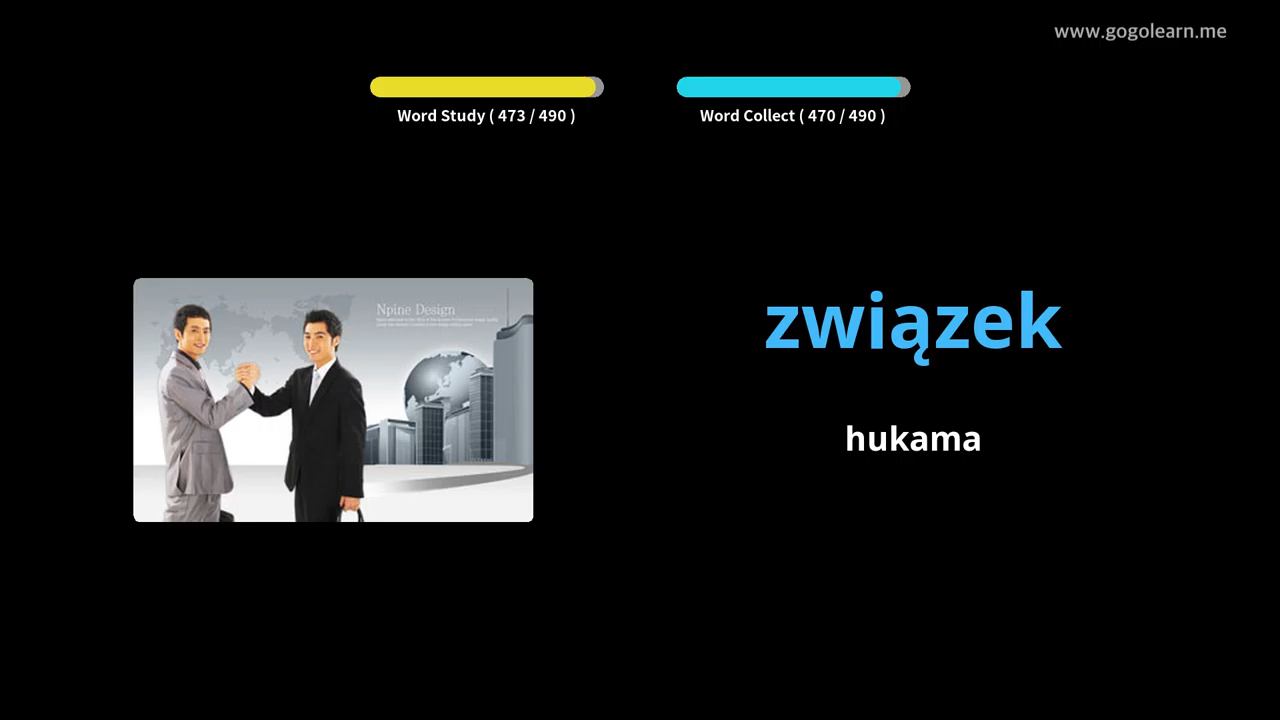 www.gogolearn.me
Word Study ( 473 / 490 )
Word Collect ( 470 / 490 )
Npine Design
związek
hukama